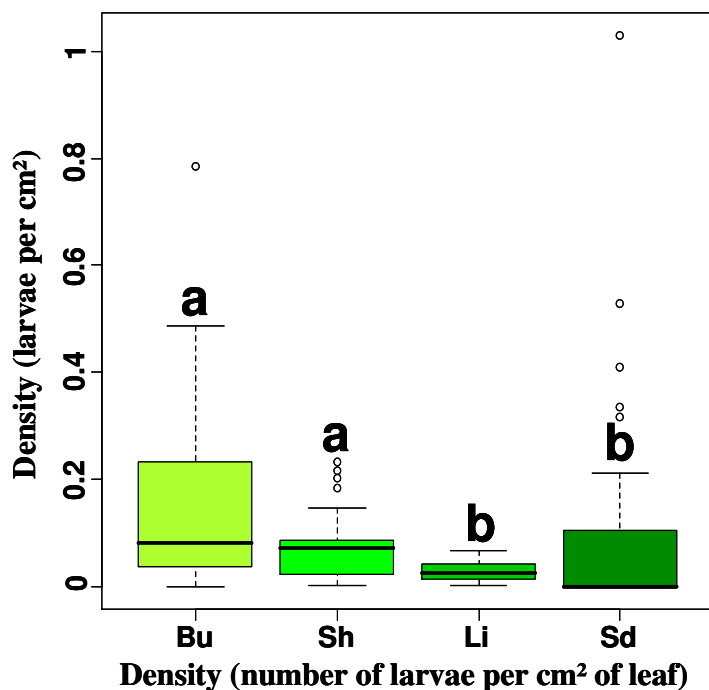 Density (larvae per cm²)
1
0.8
0.6
0.4
0.2
0
a
a
b
b
Bu Sh Li Sd
Density (number of larvae per cm² of leaf)